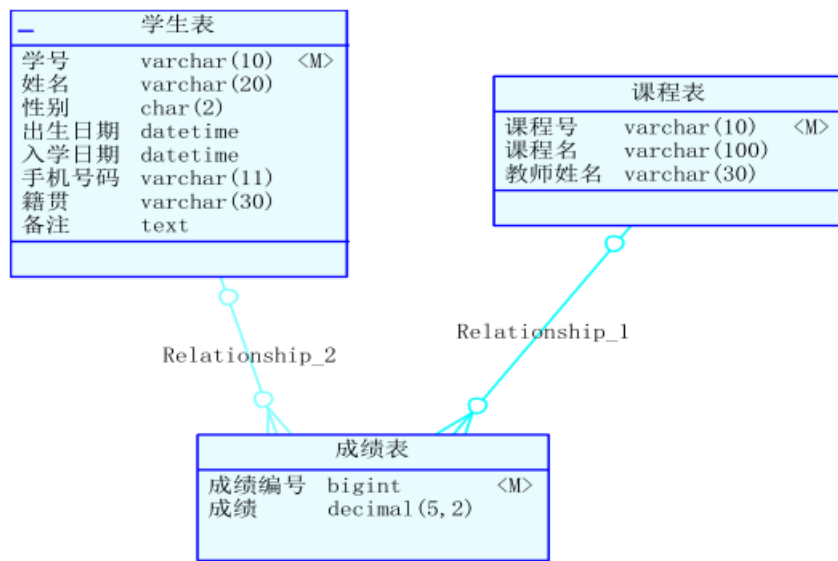 学生表
学号 varchar(10) <M>
姓名 varchar(20)
性别 char(2)
出生日期 datetime
入学日期 datetime
手机号码 varchar(11)
籍贯 varchar(30)
备注 text
课程表
课程号 varchar(10) <M>
课程名 varchar(100)
教师姓名 varchar(30)
Relationship_2
Relationship_1
成绩表
成绩编号 bigint <M>
成绩 decimal(5,2)